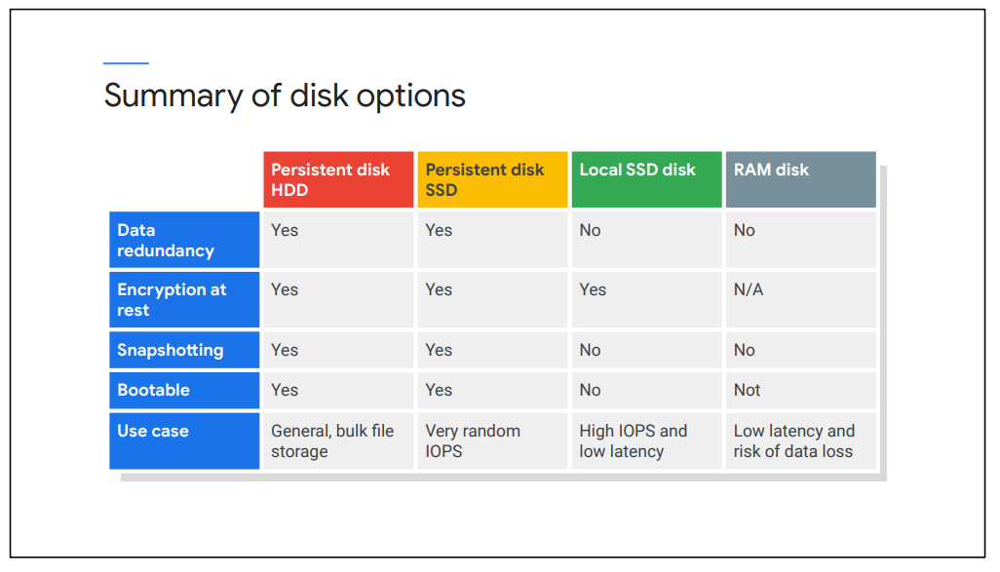 Summary of disk options
Persistent disk
HDD
Persistent disk
SSD
Local SSD disk
RAM disk
Data
redundancy
Yes
Yes
No
No
Encryption at
rest
Yes
Yes
Yes
N/A
Snapshotting
Yes
Yes
No
No
Bootable
Yes
Yes
No
Not
Use case
General, bulk file
storage
Very random
IOPS
High IOPS and
low latency
Low latency and
risk of data loss